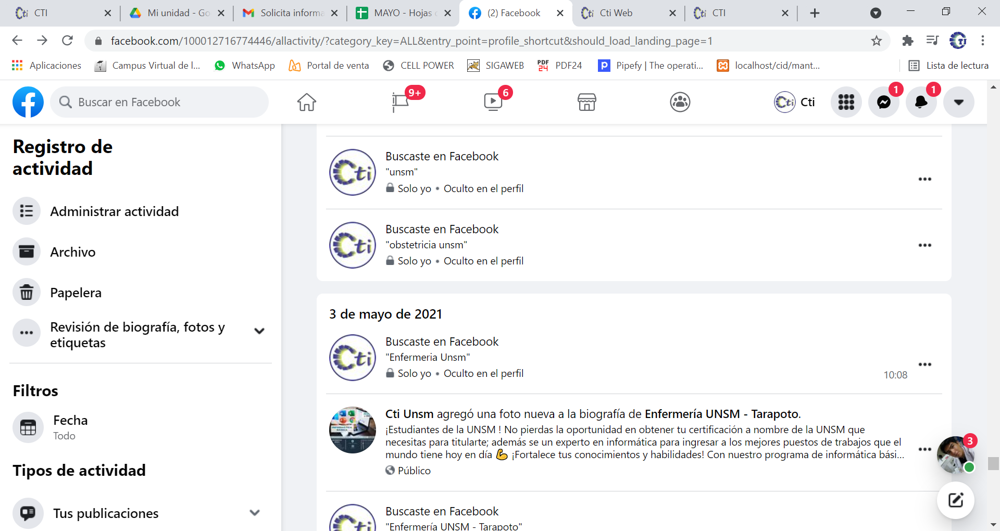 CTI
Mi unidad - Go
Solicita informa
MAYO - Hojas
(2) Facebook
Cti Web
CTI
facebook.com/100012716774446/allactivity/?category_key=ALL&entry_point=profile_shortcut&should_load_landing_page=1
Aplicaciones
Campus Virtual de l...
WhatsApp
Portal de venta
CELL POWER
SIGAWEB
PDF24
Pipefy | The operati...
localhost/cid/mant...
Lista de lectura
Buscar en Facebook
9+
6
Cti
1
1
Registro de
actividad
Administrar actividad
Archivo
Papelera
Revisión de biografía, fotos y
etiquetas
Filtros
Fecha
Todo
Tipos de actividad
Tus publicaciones
Cti
Buscaste en Facebook
"unsm"
Solo yo • Oculto en el perfil
Cti
Buscaste en Facebook
"obstetricia unsm"
Solo yo • Oculto en el perfil
3 de mayo de 2021
Cti
Buscaste en Facebook
"Enfermeria Unsm"
Solo yo • Oculto en el perfil
10:08
Cti Unsm agregó una foto nueva a la biografía de Enfermería UNSM - Tarapoto.
¡Estudiantes de la UNSM ! No pierdas la oportunidad en obtener tu certificación a nombre de la UNSM que
necesitas para titularte; además se un experto en informática para ingresar a los mejores puestos de trabajos que el
mundo tiene hoy en día 💪 ¡Fortalece tus conocimientos y habilidades! Con nuestro programa de informática bási...
Público
3
Cti
Buscaste en Facebook
"Enfermería UNSM - Tarapoto"